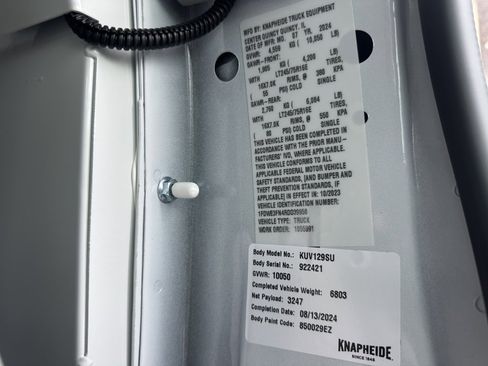 MFG BY: KNAPHEIDE TRUCK EQUIPMENT
CENTER QUINCY QUINCY, IL
DATE OF MFR: MO. 07 YR. 2024
GVWR: 4,559 KG ( 10,050 LB)
GAWR-FRONT:
1,905 KG ( 4,200 LB)
WITH LT245/75R16E TIRES,
16X7.0K RIMS, @ 380 KPA
( 55 PSI) COLD SINGLE
GAWR-REAR:
2,760 KG ( 6,084 LB)
WITH LT245/75R16E TIRES,
16X7.0K RIMS, @ 550 KPA
( 80 PSI) COLD SINGLE
THIS VEHICLE HAS BEEN COMPLETED IN
ACCORDANCE WITH THE PRIOR MANU-
FACTURERS' IVD, WHERE APPLICABLE.
THIS VEHICLE CONFORMS TO ALL
APPLICABLE FEDERAL MOTOR VEHICLE
SAFETY STANDARDS, [AND BUMPER AND
THEFT PREVENTION STANDARDS, IF
APPLICABLE] IN EFFECT IN 10/2023
VEHICLE IDENTIFICATION NUMBER:
VEHICLE TYPE: TRUCK
WORK ORDER: 1055991
Body Model No.: KUV129SU
Body Serial No.: 922421
GVWR: 10050
Completed Vehicle Weight: 6803
Net Payload: 3247
Completion Date: 08/13/2024
Body Paint Code: 850029EZ
KNAPHEIDE
SINCE 1848